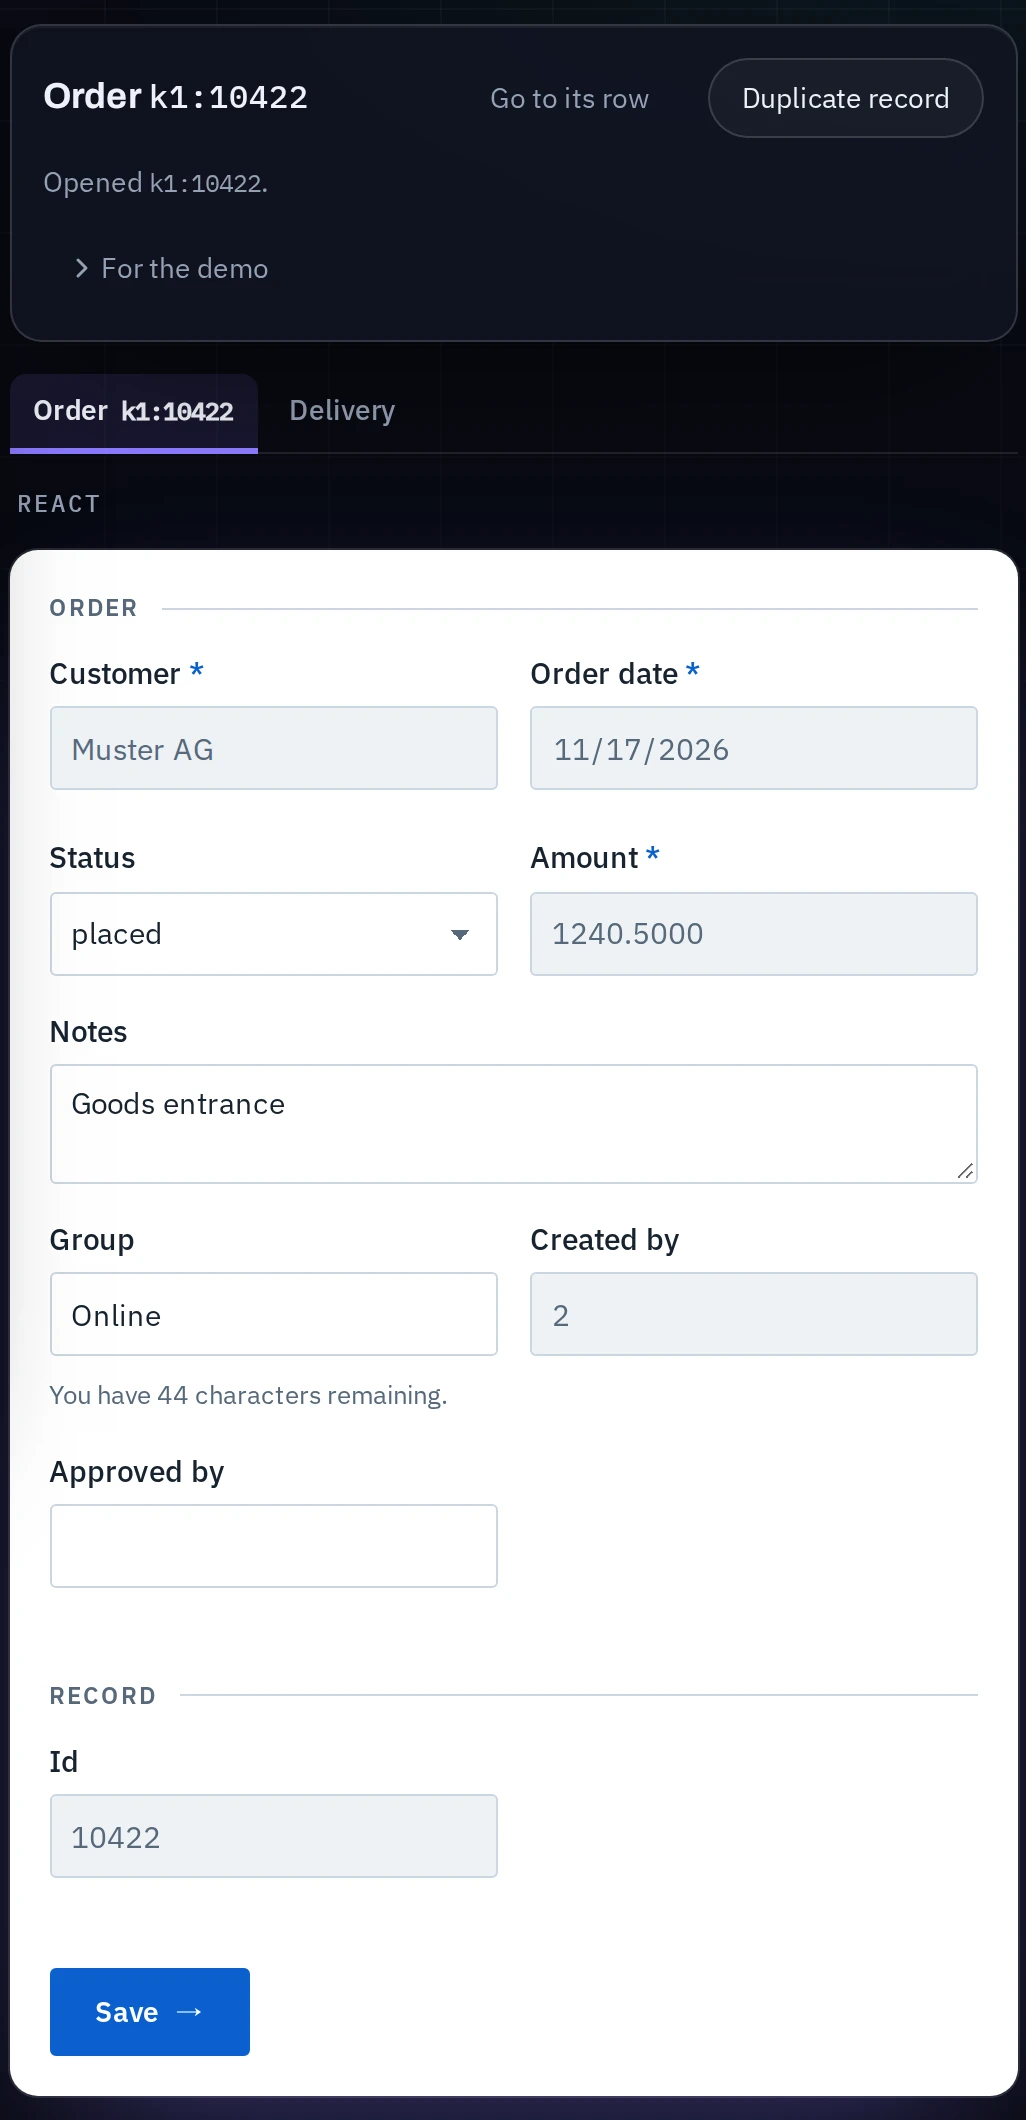 Order k1:10422
Go to its row
Duplicate record
Opened k1:10422.
For the demo
Order k1:10422
Delivery
REACT
ORDER
Customer *
Order date *
Muster AG
11/17/2026
Status
Amount *
placed
1240.5000
Notes
Goods entrance
Group
Created by
Online
2
You have 44 characters remaining.
Approved by
RECORD
Id
10422
Save →